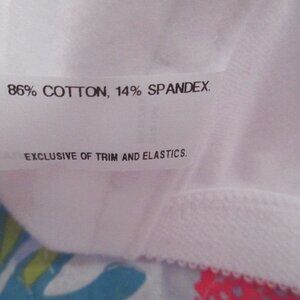 86% COTTON, 14% SPANDEX.
EXCLUSIVE OF TRIM AND ELASTICS.